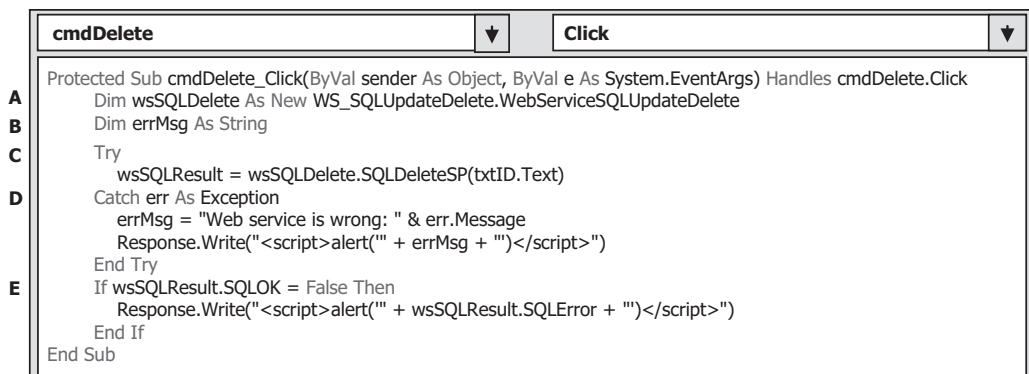 cmdDelete Click
Protected Sub cmdDelete_Click(ByVal sender As Object, ByVal e As System.EventArgs) Handles cmdDelete.Click
A Dim wsSQLDelete As New WS_SQLUpdateDelete.WebServiceSQLUpdateDelete
B Dim errMsg As String
C Try
wsSQLResult = wsSQLDelete.SQLDeleteSP(txtID.Text)
D Catch err As Exception
errMsg = "Web service is wrong: " & err.Message
Response.Write("<script>alert('" + errMsg + "')</script>")
End Try
E If wsSQLResult.SQLOK = False Then
Response.Write("<script>alert('" + wsSQLResult.SQLError + "')</script>")
End If
End Sub